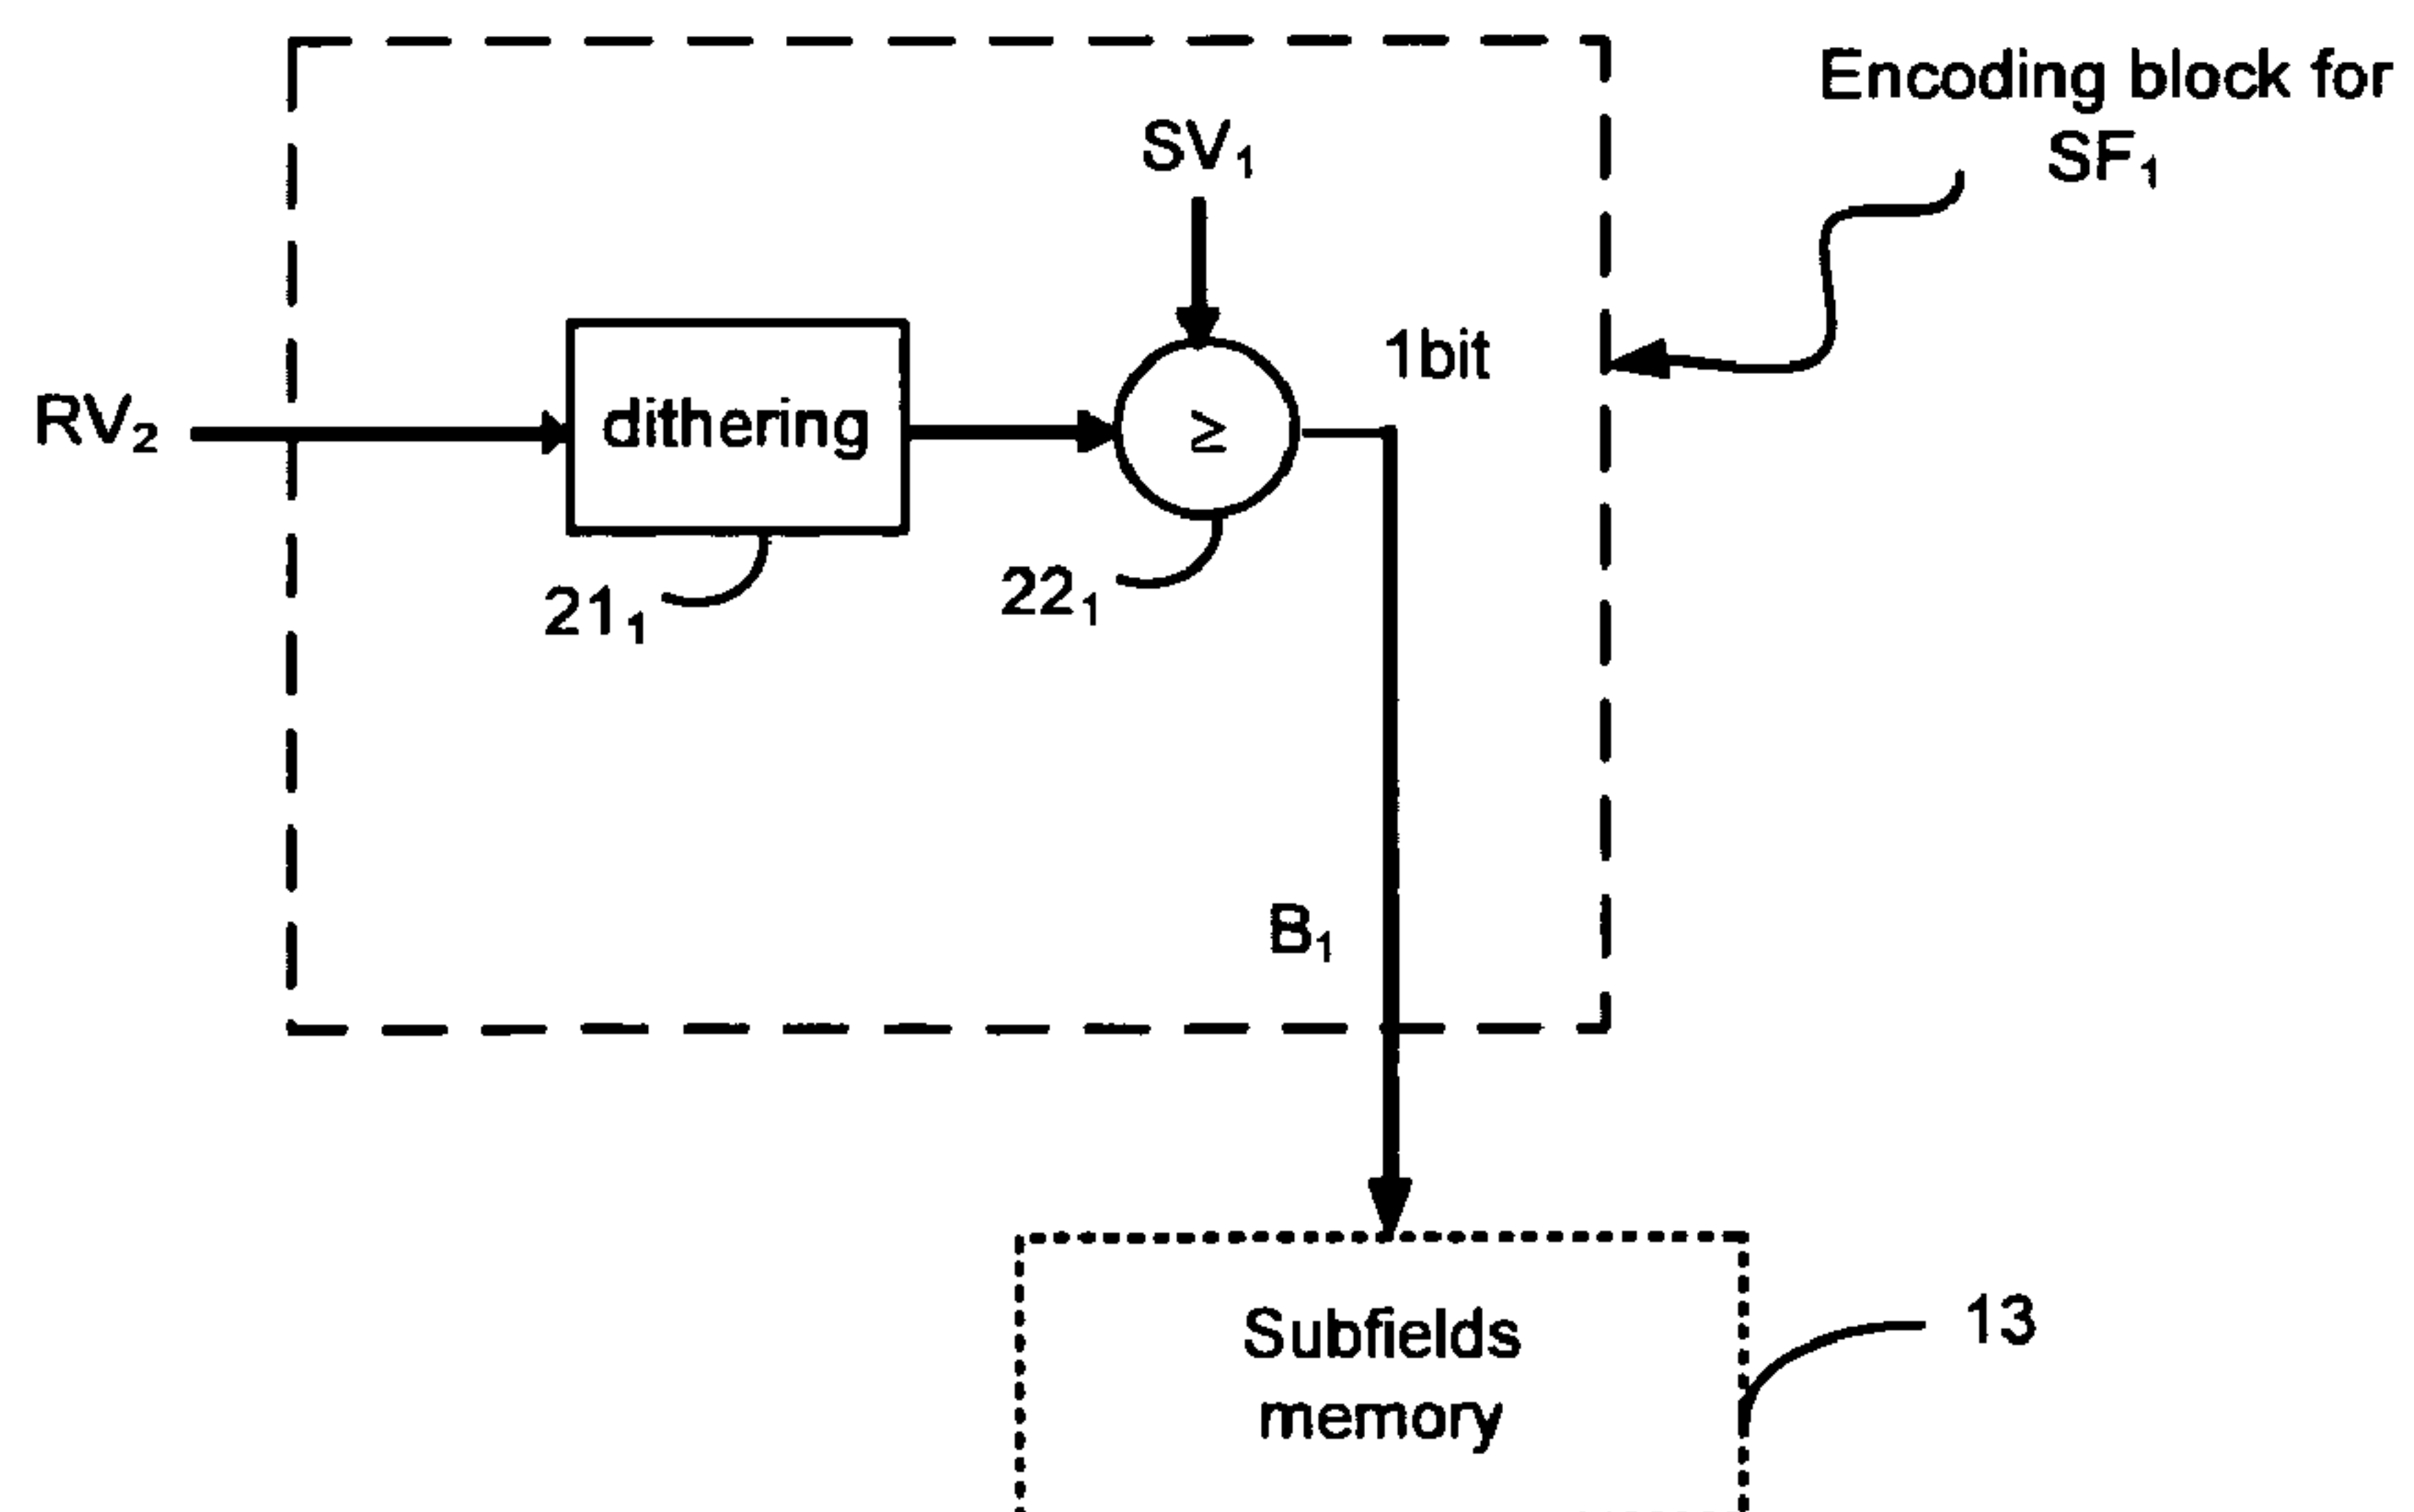 Encoding block for
SF₁
SV₁
1bit
RV₂
dithering
≥
21₁
22₁
B₁
Subfields
memory
13